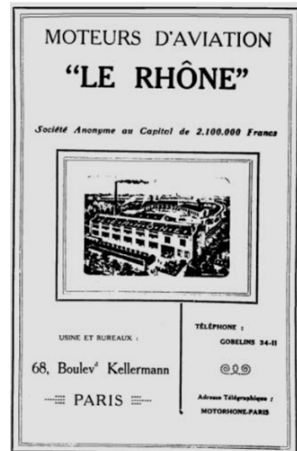 MOTEURS D'AVIATION
"LE RHÔNE"
Société Anonyme au Capital de 2.100.000 Francs
USINE ET BUREAUX :
68, Boulev^d Kellermann
PARIS
TÉLÉPHONE :
GOBELINS 34-11
Adresse Télégraphique :
MOTORHONE-PARIS